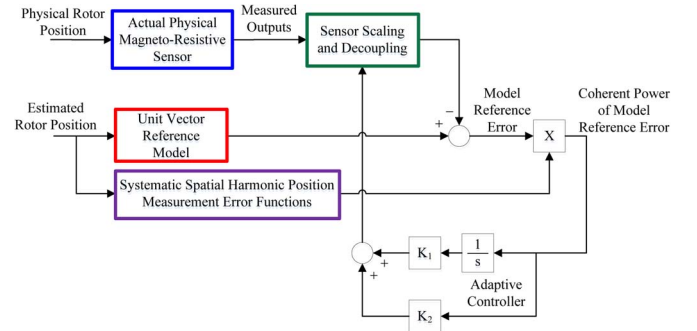 Physical Rotor
Position
Actual Physical
Magneto-Resistive
Sensor
Measured
Outputs
Sensor Scaling
and Decoupling
Estimated
Rotor Position
Unit Vector
Reference
Model
−
+
Model
Reference
Error
X
Coherent Power
of Model
Reference Error
Systematic Spatial Harmonic Position
Measurement Error Functions
+
+
K₁
1
s
Adaptive
Controller
K₂